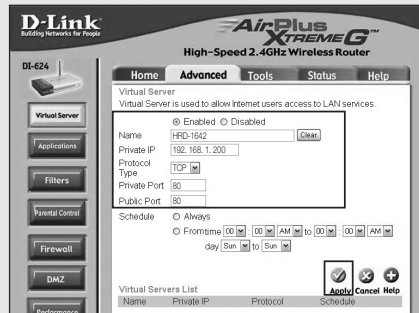 D-Link
Building Networks for People
AirPlus
XTREME G™
High-Speed 2.4GHz Wireless Router
DI-624
Home Advanced Tools Status Help
Virtual Server
Virtual Server is used to allow Internet users access to LAN services.
Enabled Disabled
Name HRD-1642 Clear
Private IP 192.168.1.200
Protocol Type TCP
Private Port 80
Public Port 80
Schedule Always
From time 00 : 00 AM to 00 : 00 AM
day Sun to Sun
Apply Cancel Help
Virtual Servers List
Name Private IP Protocol Schedule
Virtual Server
Applications
Filters
Parental Control
Firewall
DMZ
Performance